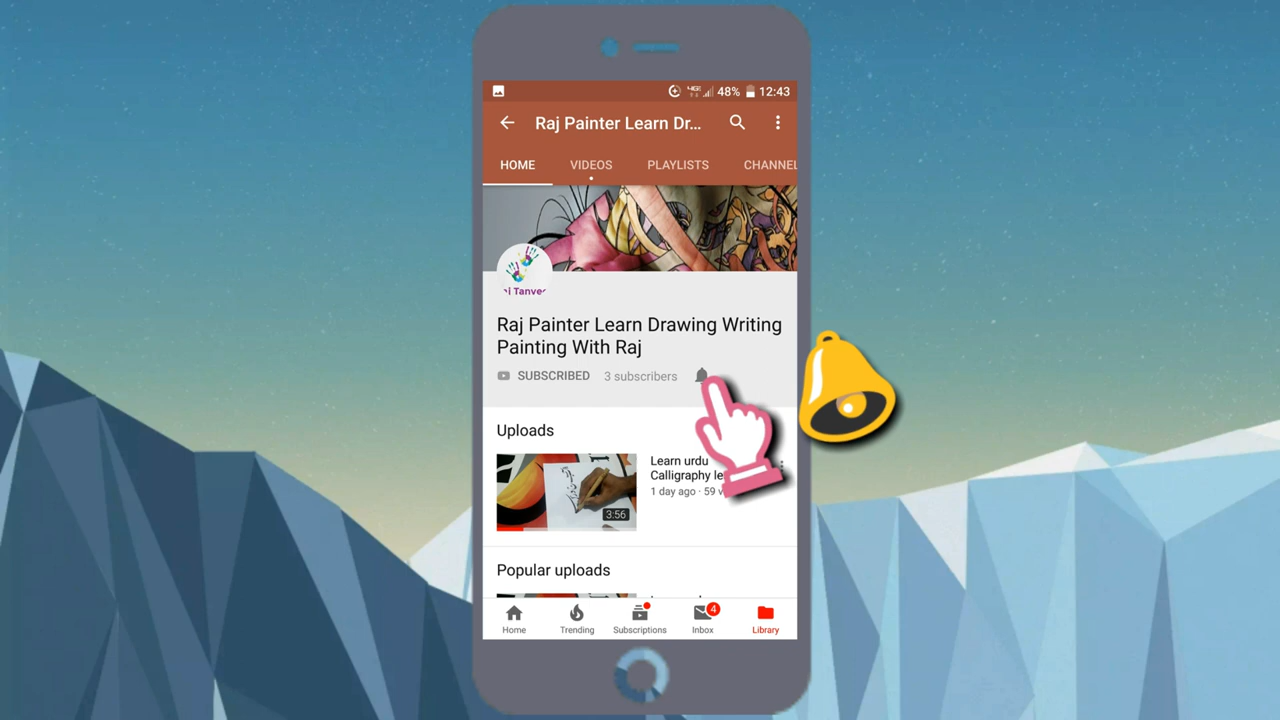 48% 12:43
Raj Painter Learn Dr...
HOME VIDEOS PLAYLISTS CHANNEL
Raj Painter Learn Drawing Writing
Painting With Raj
SUBSCRIBED 3 subscribers
Uploads
Learn urdu
Calligraphy
1 day ago · 59
3:56
Popular uploads
Home Trending Subscriptions Inbox Library
4